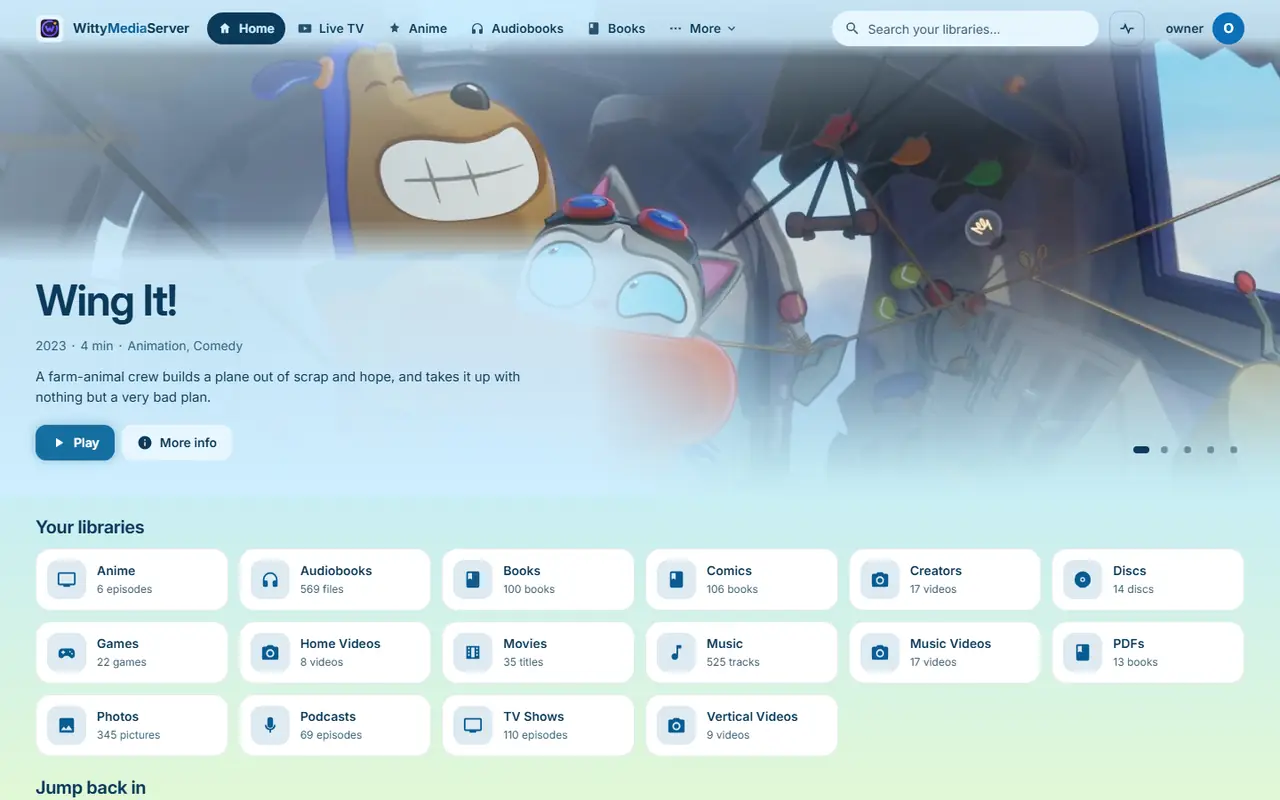 WittyMediaServer
Home
Live TV
Anime
Audiobooks
Books
More
Search your libraries...
owner
O
Wing It!
2023 · 4 min · Animation, Comedy
A farm-animal crew builds a plane out of scrap and hope, and takes it up with
nothing but a very bad plan.
Play
More info
Your libraries
Anime
6 episodes
Audiobooks
569 files
Books
100 books
Comics
106 books
Creators
17 videos
Discs
14 discs
Games
22 games
Home Videos
8 videos
Movies
35 titles
Music
525 tracks
Music Videos
17 videos
PDFs
13 books
Photos
345 pictures
Podcasts
69 episodes
TV Shows
110 episodes
Vertical Videos
9 videos
Jump back in